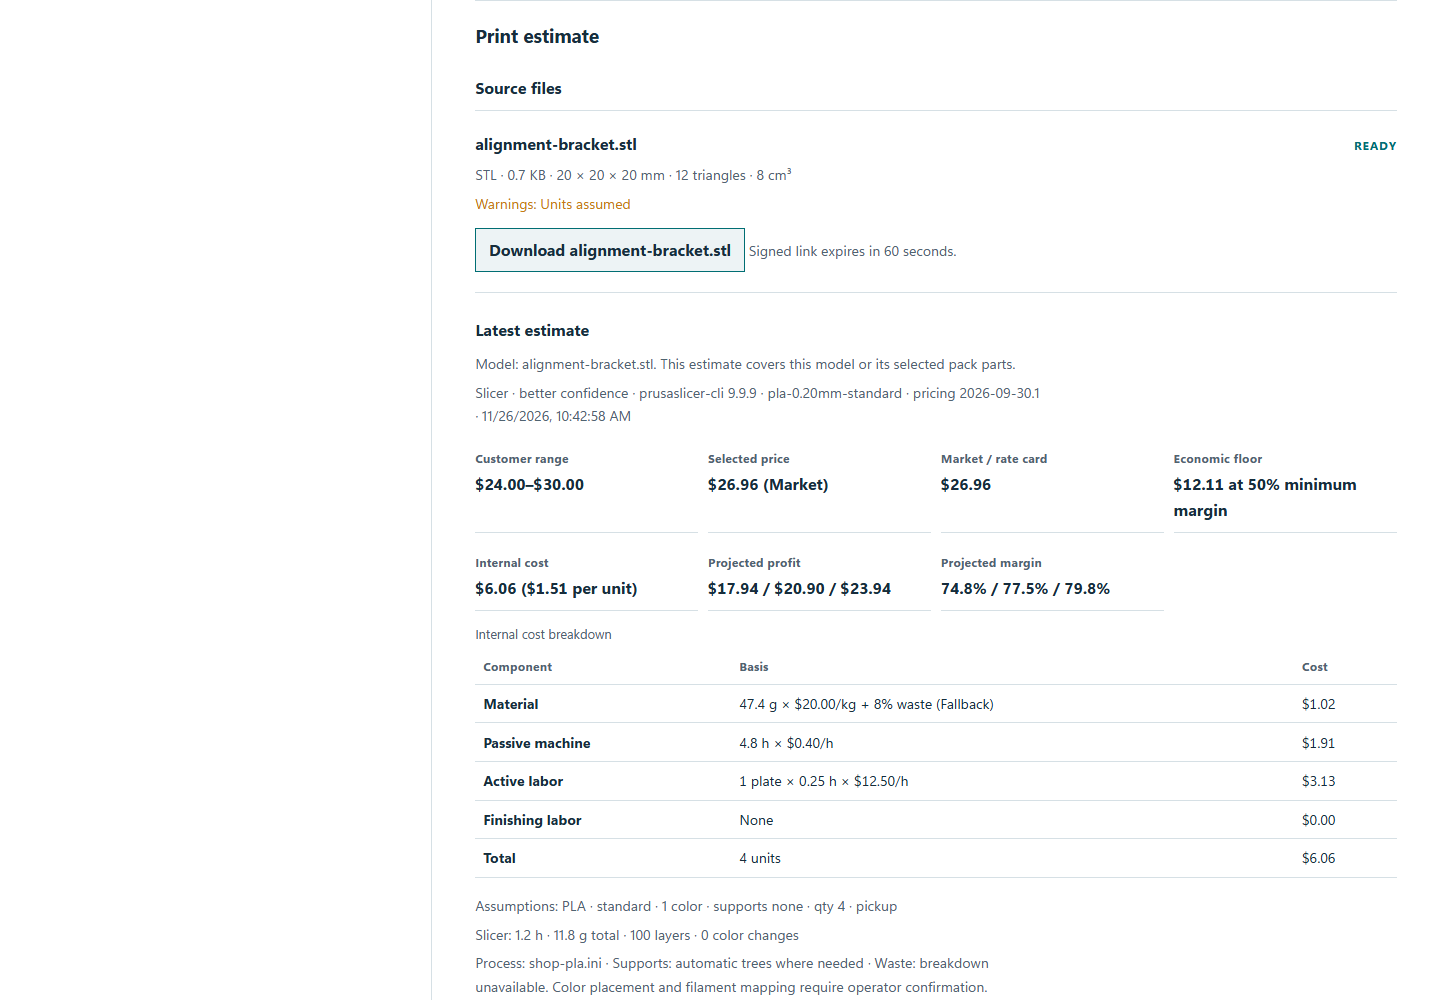 Print estimate
Source files
alignment-bracket.stl
READY
STL · 0.7 KB · 20 × 20 × 20 mm · 12 triangles · 8 cm³
Warnings: Units assumed
Download alignment-bracket.stl
Signed link expires in 60 seconds.
Latest estimate
Model: alignment-bracket.stl. This estimate covers this model or its selected pack parts.
Slicer · better confidence · prusaslicer-cli 9.9.9 · pla-0.20mm-standard · pricing 2026-09-30.1
· 11/26/2026, 10:42:58 AM
Customer range
$24.00–$30.00
Selected price
$26.96 (Market)
Market / rate card
$26.96
Economic floor
$12.11 at 50% minimum
margin
Internal cost
$6.06 ($1.51 per unit)
Projected profit
$17.94 / $20.90 / $23.94
Projected margin
74.8% / 77.5% / 79.8%
Internal cost breakdown
Component Basis Cost
Material 47.4 g × $20.00/kg + 8% waste (Fallback) $1.02
Passive machine 4.8 h × $0.40/h $1.91
Active labor 1 plate × 0.25 h × $12.50/h $3.13
Finishing labor None $0.00
Total 4 units $6.06
Assumptions: PLA · standard · 1 color · supports none · qty 4 · pickup
Slicer: 1.2 h · 11.8 g total · 100 layers · 0 color changes
Process: shop-pla.ini · Supports: automatic trees where needed · Waste: breakdown
unavailable. Color placement and filament mapping require operator confirmation.